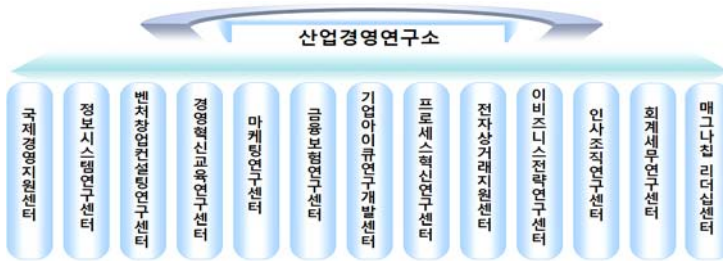 산업경영연구소
국제경영지원센터
정보시스템연구센터
벤처창업컨설팅연구센터
경영혁신교육연구센터
마케팅연구센터
금융보험연구센터
기업아이큐연구개발센터
프로세스혁신연구센터
전자상거래지원센터
이비즈니스전략연구센터
인사조직연구센터
회계세무연구센터
매그나칩 리더십센터